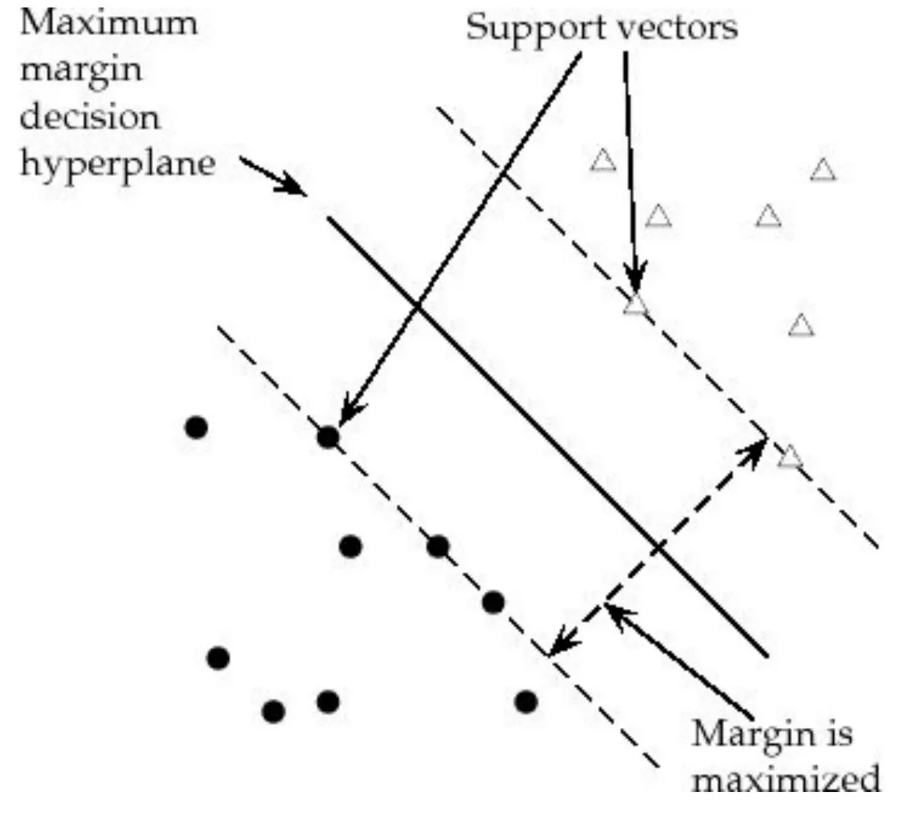 Maximum
margin
decision
hyperplane
Support vectors
Margin is
maximized